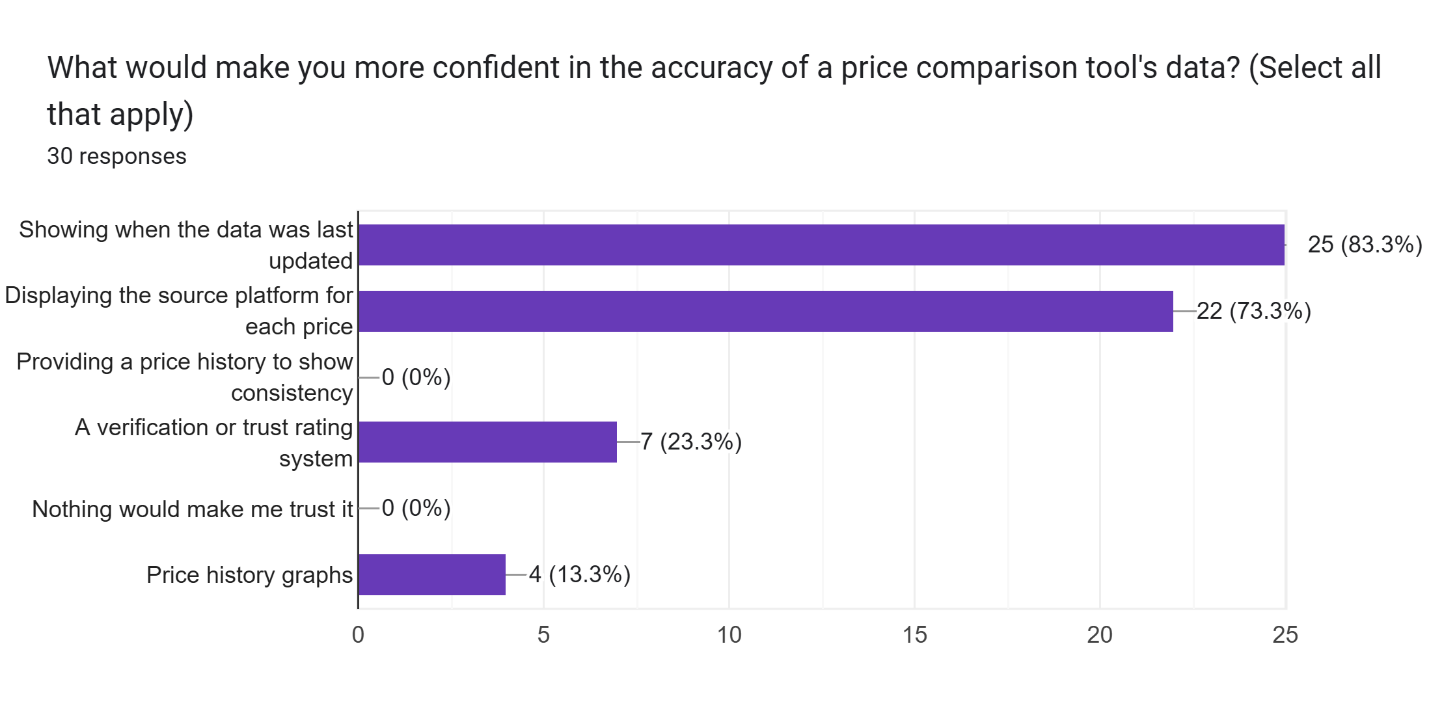 What would make you more confident in the accuracy of a price comparison tool's data? (Select all
that apply)
30 responses
Showing when the data was last
updated
25 (83.3%)
Displaying the source platform for
each price
22 (73.3%)
Providing a price history to show
consistency
0 (0%)
A verification or trust rating
system
7 (23.3%)
Nothing would make me trust it
0 (0%)
Price history graphs
4 (13.3%)
0 5 10 15 20 25